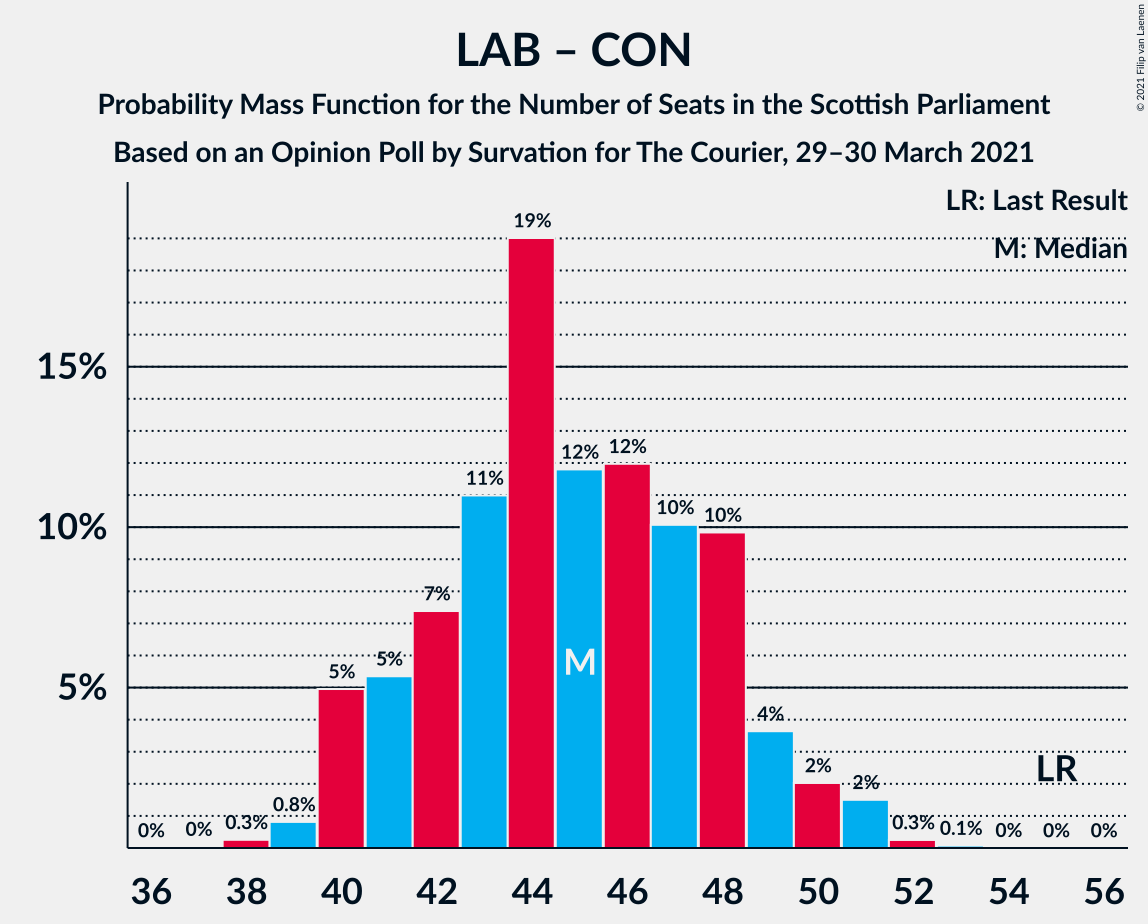 LAB – CON
Probability Mass Function for the Number of Seats in the Scottish Parliament
Based on an Opinion Poll by Survation for The Courier, 29–30 March 2021
© 2021 Filip van Laenen
LR: Last Result
M: Median
19%
15%
12%
12%
11%
10%
10%
10%
7%
M
5%
5%
5%
4%
LR
2%
2%
0.8%
0.3%
0.3%
0.1%
0%
0%
0%
0%
0%
36 38 40 42 44 46 48 50 52 54 56